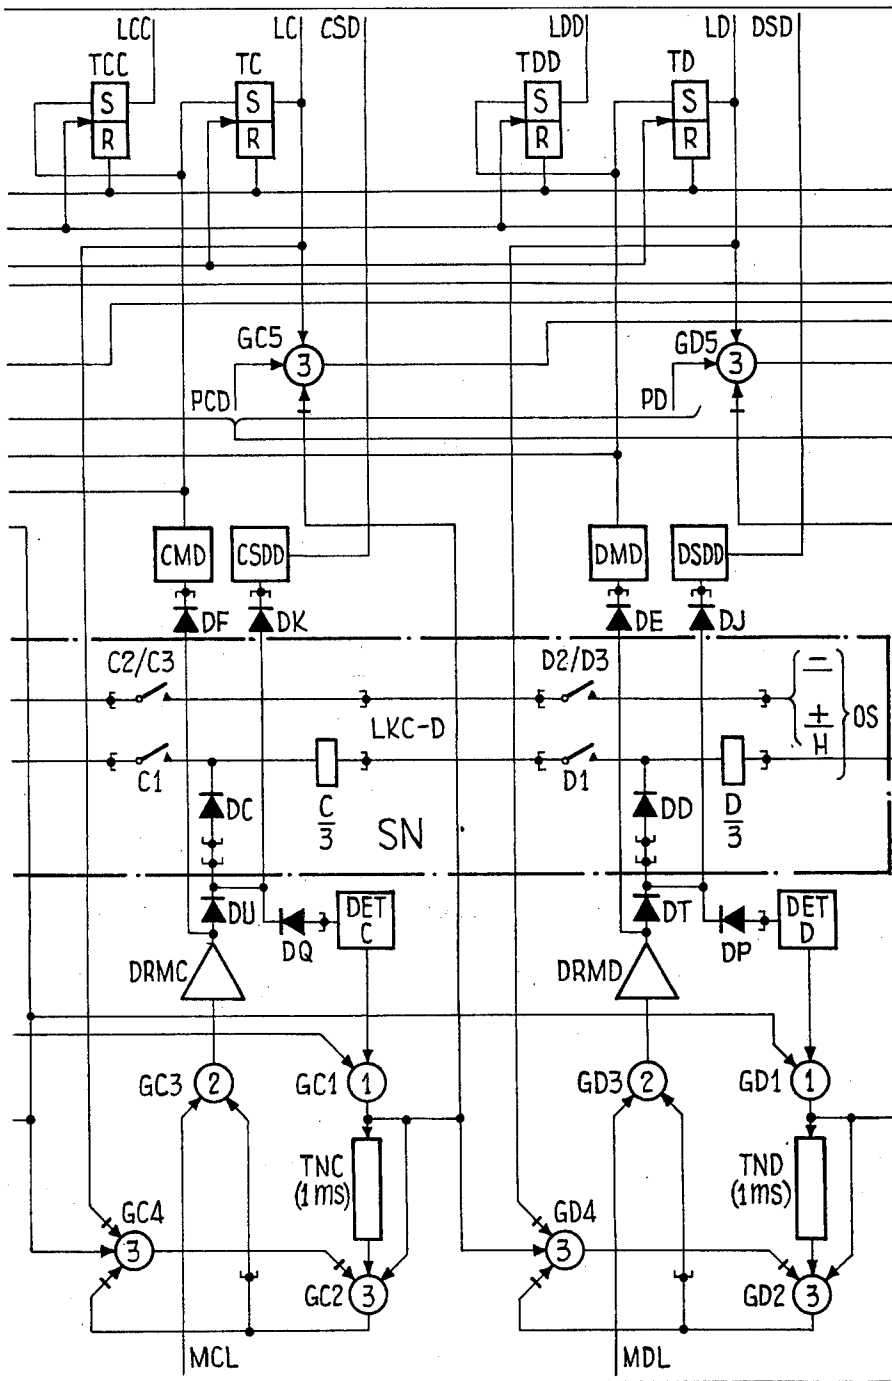 LCC LC CSD LDD LD DSD
TCC TC TDD TD
S S S S
R R R R
GC5 3 GD5 3
PCD PD
CMD CSDD DMD DSDD
DF DK DE DJ
C2/C3 D2/D3 −
LKC-D + OS
H
C1 D1
DC C DD D
3 SN 3
DU DET DT DET
C D
DQ DP
DRMC DRMD
GC3 2 GC1 1 GD3 2 GD1 1
TNC TND
(1ms) (1ms)
GC4 GD4
3 3
GC2 3 GD2 3
MCL MDL